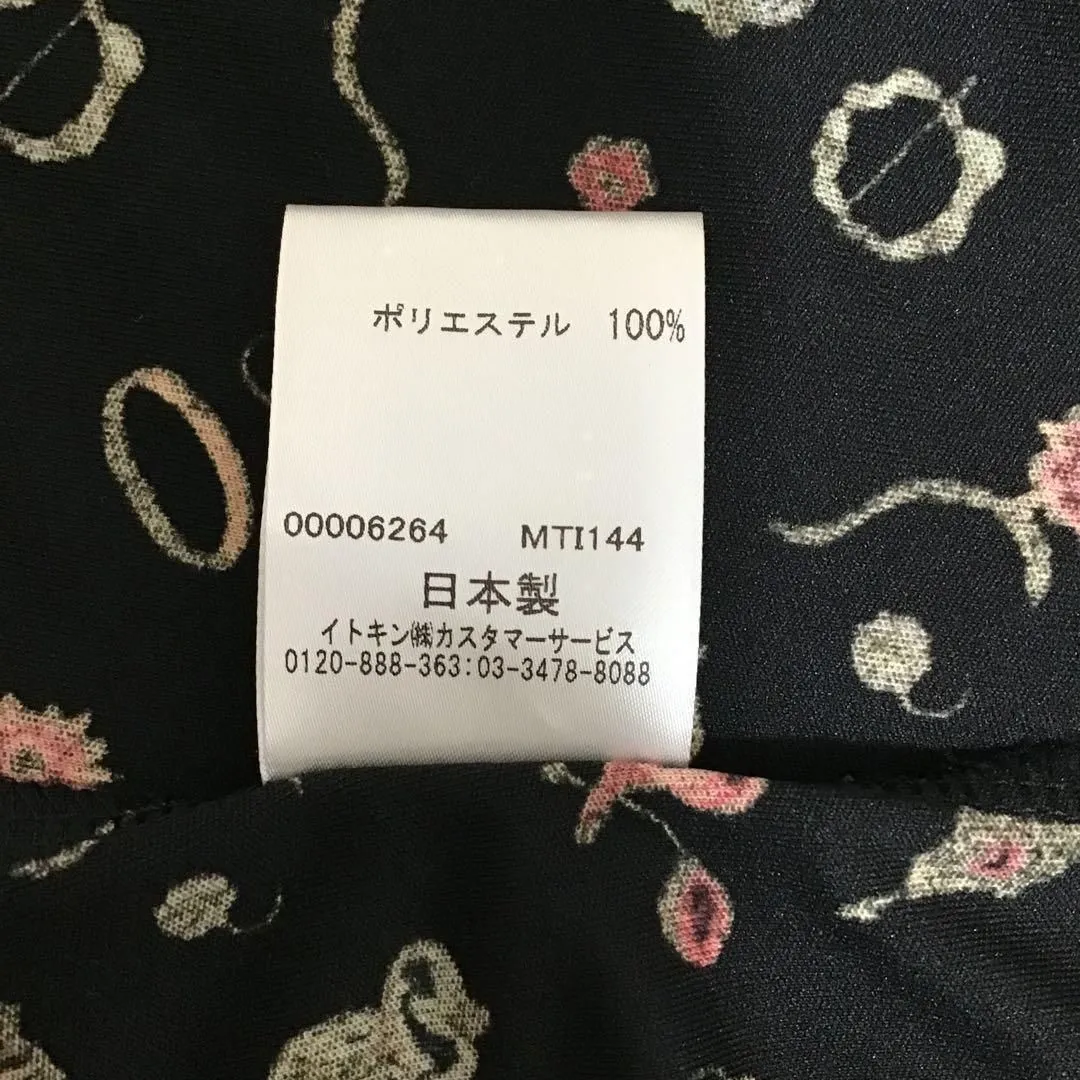 ポリエステル 100%
00006264 MTI144
日本製
イトキン㈱カスタマーサービス
0120-888-363:03-3478-8088